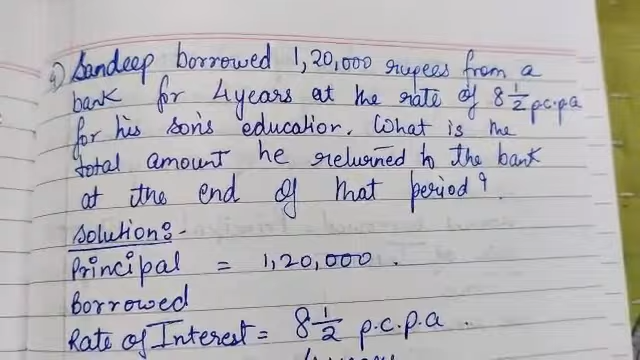 4) Sandeep borrowed 1,20,000 rupees from a
bank for 4 years at the rate of 8 1/2 p.c.p.a
for his son's education. What is the
total amount he returned to the bank
at the end of that period?
Solution:-
Principal = 1,20,000.
Borrowed
Rate of Interest = 8 1/2 p.c.p.a.